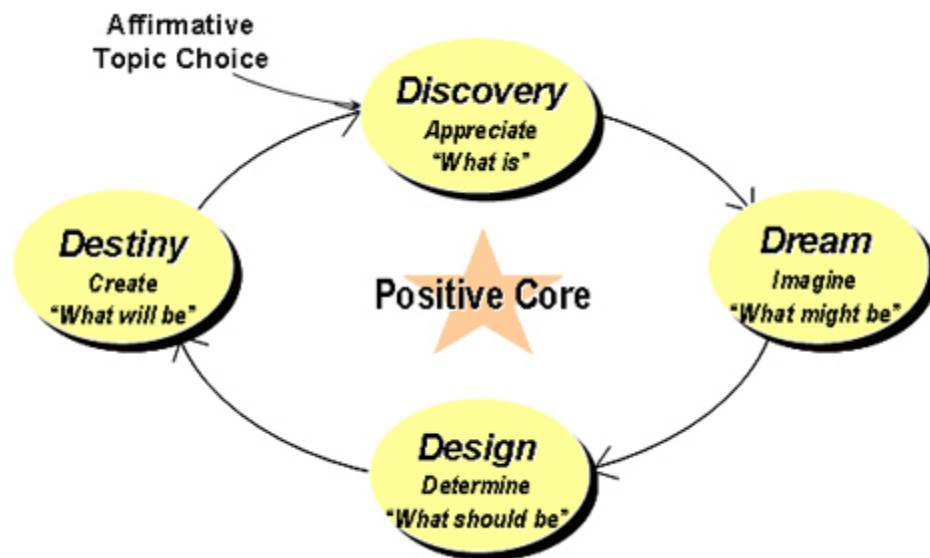 Affirmative
Topic Choice
Discovery
Appreciate
“What is”
Dream
Imagine
“What might be”
Design
Determine
“What should be”
Destiny
Create
“What will be”
Positive Core